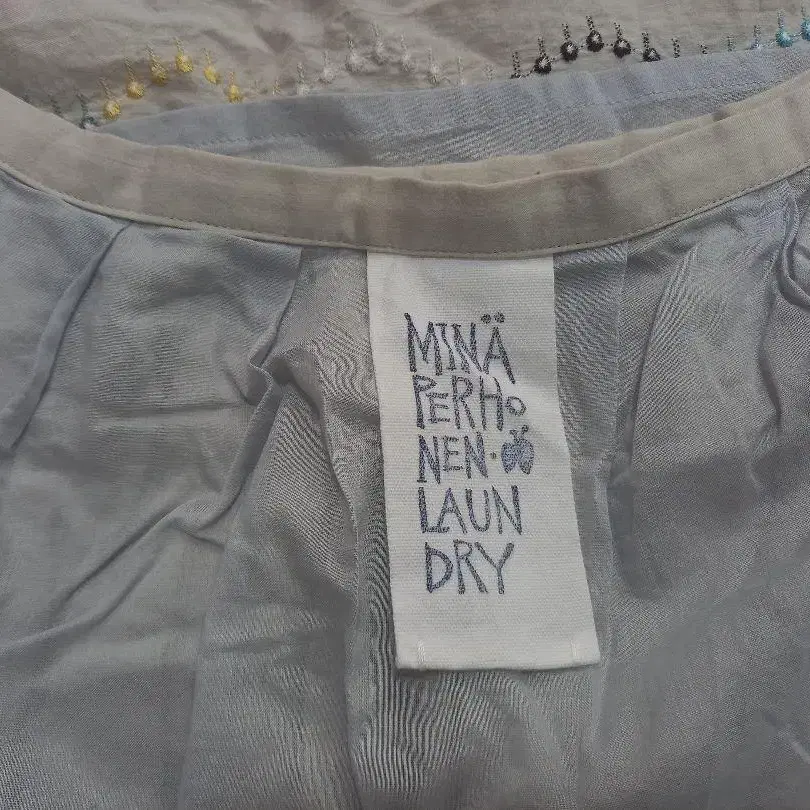 MINÄ
PERHO
NEN·
LAUN
DRY